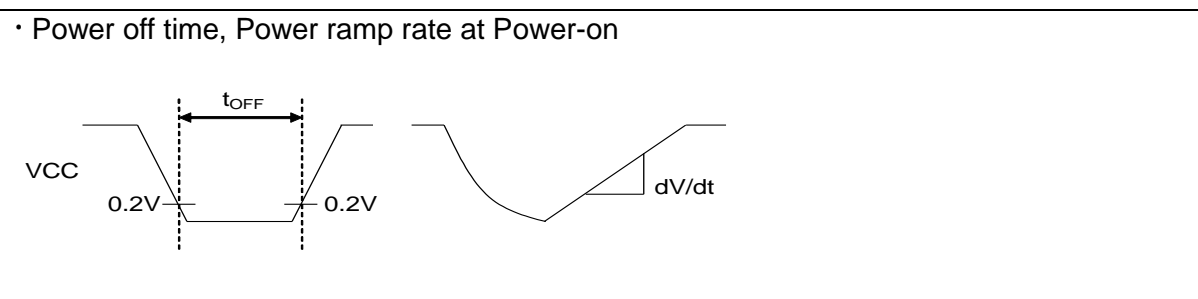 ・Power off time, Power ramp rate at Power-on
tOFF
VCC
0.2V
0.2V
dV/dt